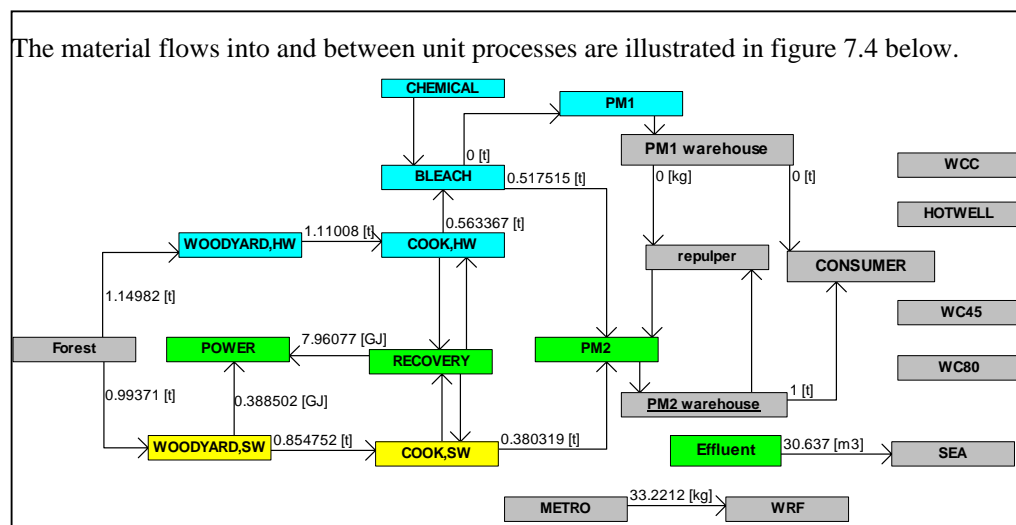 The material flows into and between unit processes are illustrated in figure 7.4 below.
CHEMICAL
PM1
0 [t]
PM1 warehouse
WCC
BLEACH
0.517515 [t]
0 [kg]
0 [t]
0.563367 [t]
HOTWELL
WOODYARD,HW
1.11008 [t]
COOK,HW
repulper
CONSUMER
1.14982 [t]
WC45
Forest
POWER
7.96077 [GJ]
RECOVERY
PM2
WC80
0.99371 [t]
0.388502 [GJ]
1 [t]
PM2 warehouse
WOODYARD,SW
0.854752 [t]
COOK,SW
0.380319 [t]
Effluent
30.637 [m3]
SEA
METRO
33.2212 [kg]
WRF